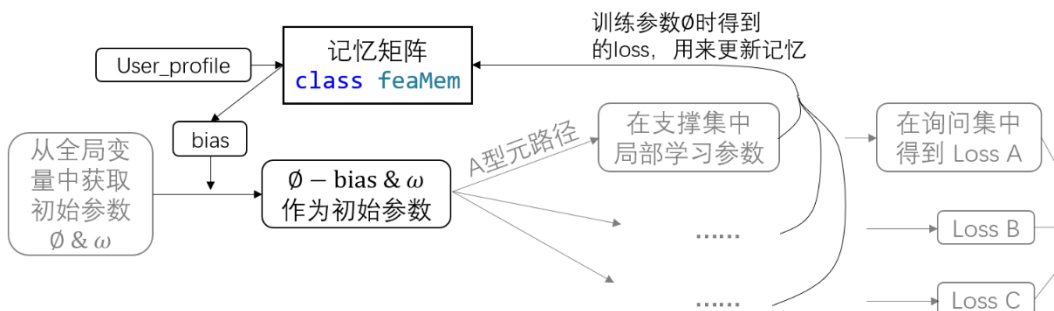 训练参数∅时得到
的loss，用来更新记忆
User_profile
记忆矩阵
class feaMem
bias
从全局变
量中获取
初始参数
∅ & ω
∅ − bias & ω
作为初始参数
A型元路径
在支撑集中
局部学习参数
在询问集中
得到 Loss A
......
Loss B
......
Loss C